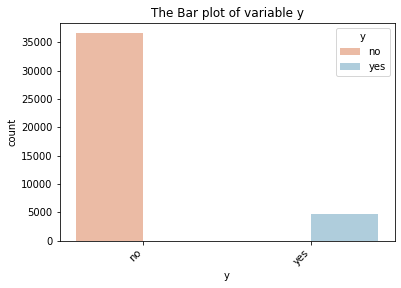 The Bar plot of variable y
y
no
yes
35000
30000
25000
20000
15000
10000
5000
0
count
no
yes
y